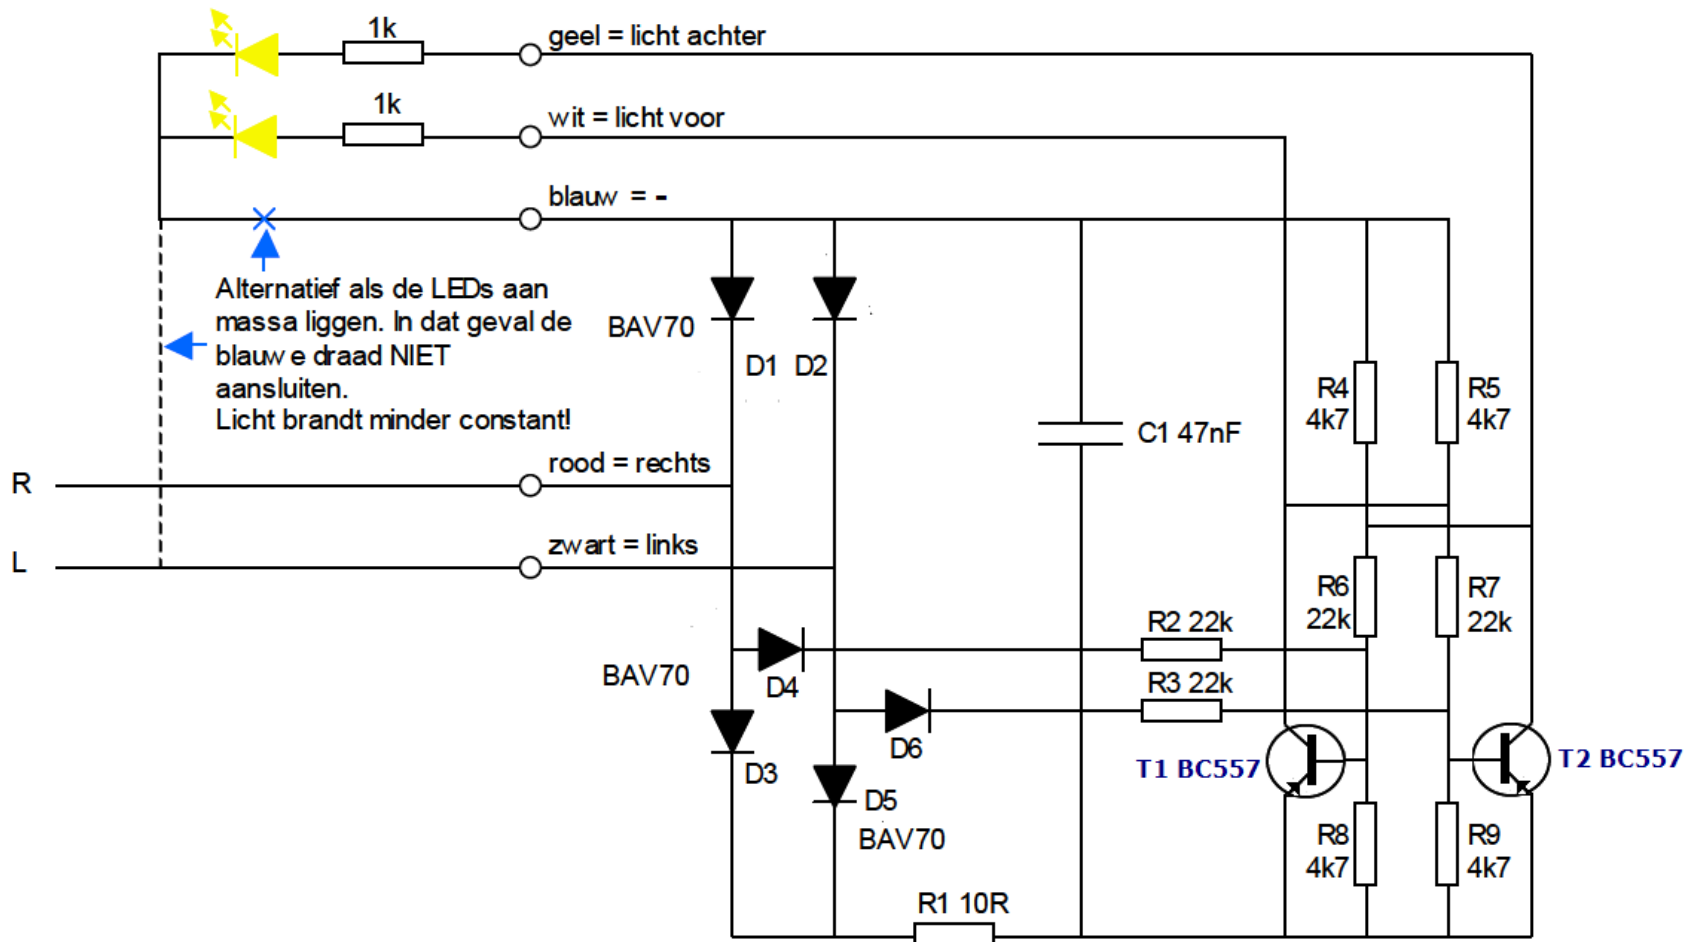 1k
geel = licht achter
1k
wit = licht voor
blauw = -
Alternatief als de LEDs aan
massa liggen. In dat geval de
blauwe draad NIET
aansluiten.
Licht brandt minder constant!
BAV70
D1 D2
R4
4k7
R5
4k7
C1 47nF
R
rood = rechts
L
zwart = links
R6
22k
R7
22k
R2 22k
BAV70
D4
R3 22k
D6
D3
T1 BC557
T2 BC557
D5
BAV70
R8
4k7
R9
4k7
R1 10R